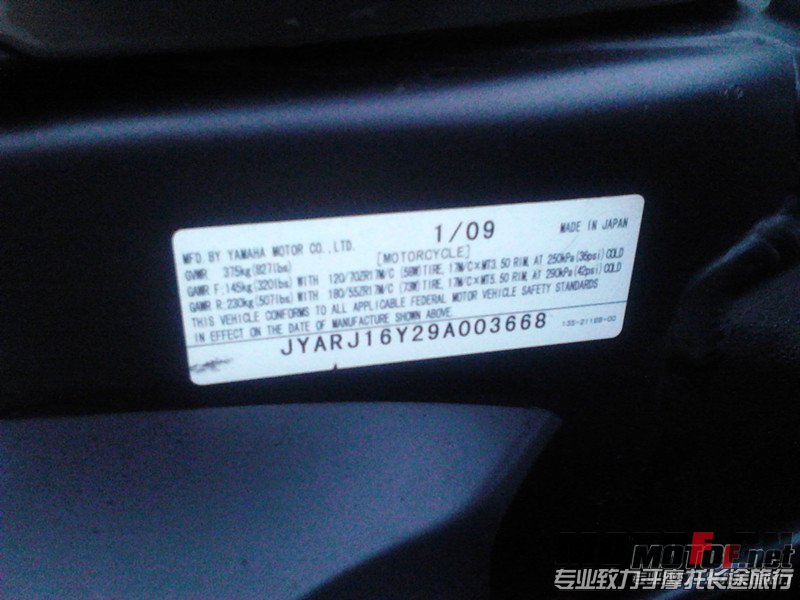 1/09
MADE IN JAPAN
MFD. BY YAMAHA MOTOR CO., LTD.
[MOTORCYCLE]
GVWR 375kg(827lbs)
GAWR F:145kg(320lbs) WITH 120/70ZR17M/C (58W)TIRE, 17M/C×MT3.50 RIM, AT 250kPa(36psi)COLD
GAWR R:230kg(507lbs) WITH 180/55ZR17M/C (73W)TIRE, 17M/C×MT5.50 RIM, AT 290kPa(42psi)COLD
THIS VEHICLE CONFORMS TO ALL APPLICABLE FEDERAL MOTOR VEHICLE SAFETY STANDARDS
IN EFFECT ON THE DATE OF MANUFACTURE SHOWN ABOVE
JYARJ16Y29A003668
13S-21188-00
MOTOF.net
专业致力于摩托长途旅行